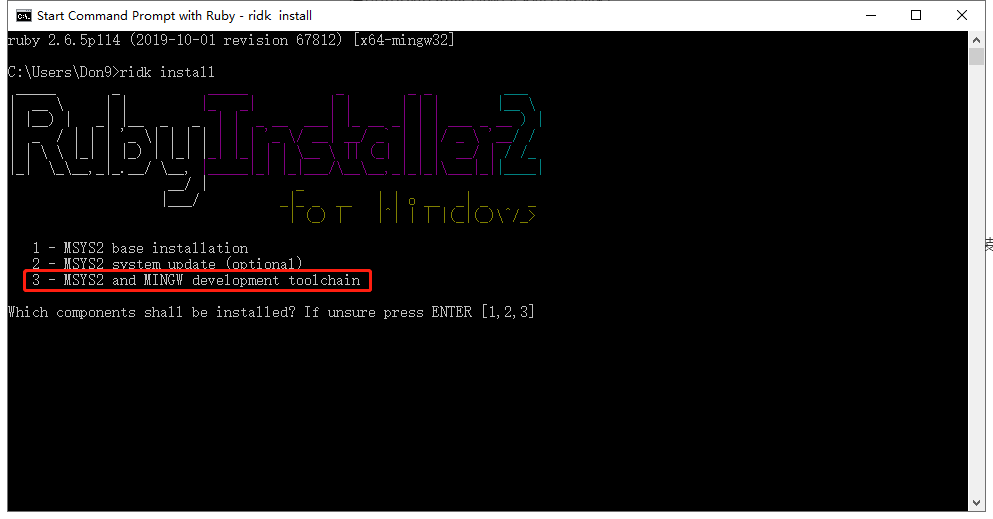 Start Command Prompt with Ruby - ridk  install
ruby 2.6.5p114 (2019-10-01 revision 67812) [x64-mingw32]
C:\Users\Don9>ridk install
RubyInstaller2
for Windows
1 - MSYS2 base installation
2 - MSYS2 system update (optional)
3 - MSYS2 and MINGW development toolchain
Which components shall be installed? If unsure press ENTER [1,2,3]